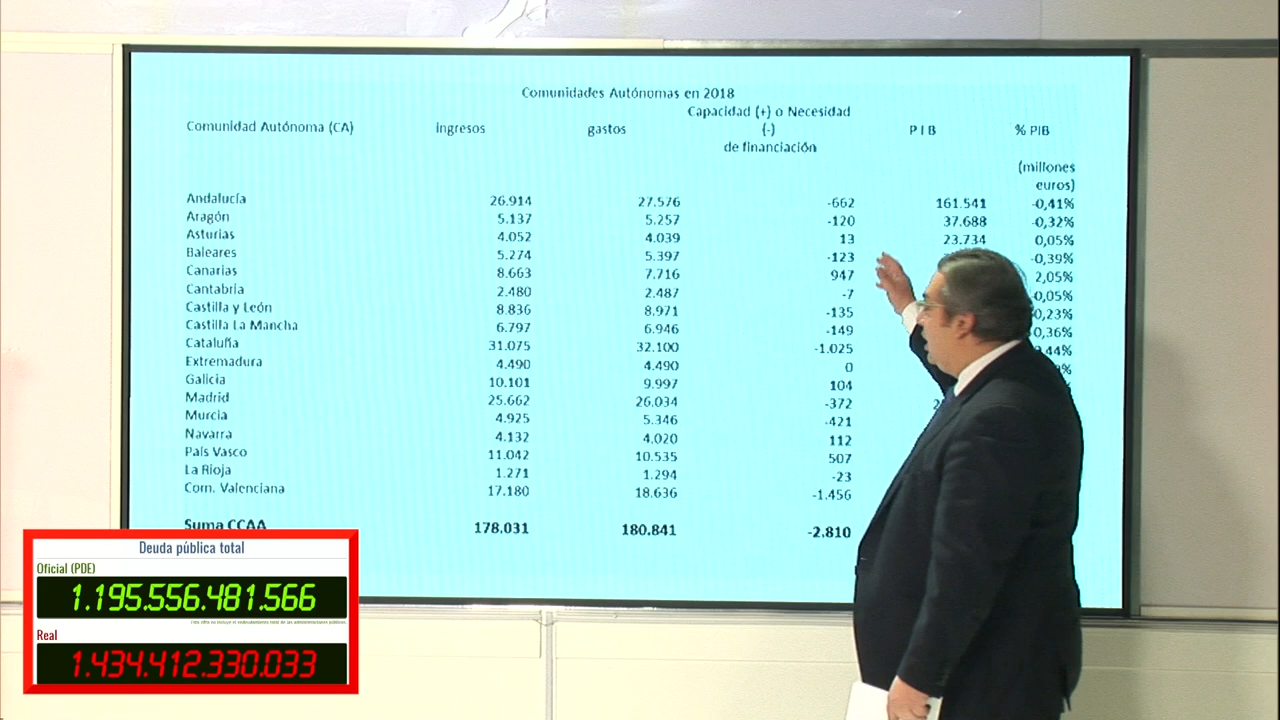 Comunidades Autónomas en 2018
Comunidad Autónoma (CA) ingresos gastos Capacidad (+) o Necesidad (-) de financiación P I B % PIB
(millones euros)
Andalucía 26.914 27.576 -662 161.541 -0,41%
Aragón 5.137 5.257 -120 37.688 -0,32%
Asturias 4.052 4.039 13 23.734 0,05%
Baleares 5.274 5.397 -123 -0,39%
Canarias 8.663 7.716 947 2,05%
Cantabria 2.480 2.487 -7 -0,05%
Castilla y León 8.836 8.971 -135 0,23%
Castilla La Mancha 6.797 6.946 -149 0,36%
Cataluña 31.075 32.100 -1.025 44%
Extremadura 4.490 4.490 0
Galicia 10.101 9.997 104
Madrid 25.662 26.034 -372
Murcia 4.925 5.346 -421
Navarra 4.132 4.020 112
País Vasco 11.042 10.535 507
La Rioja 1.271 1.294 -23
Com. Valenciana 17.180 18.636 -1.456
Suma CCAA 178.031 180.841 -2.810
Deuda pública total
Oficial (PDE)
1.195.556.481.566
Real
1.434.412.330.033